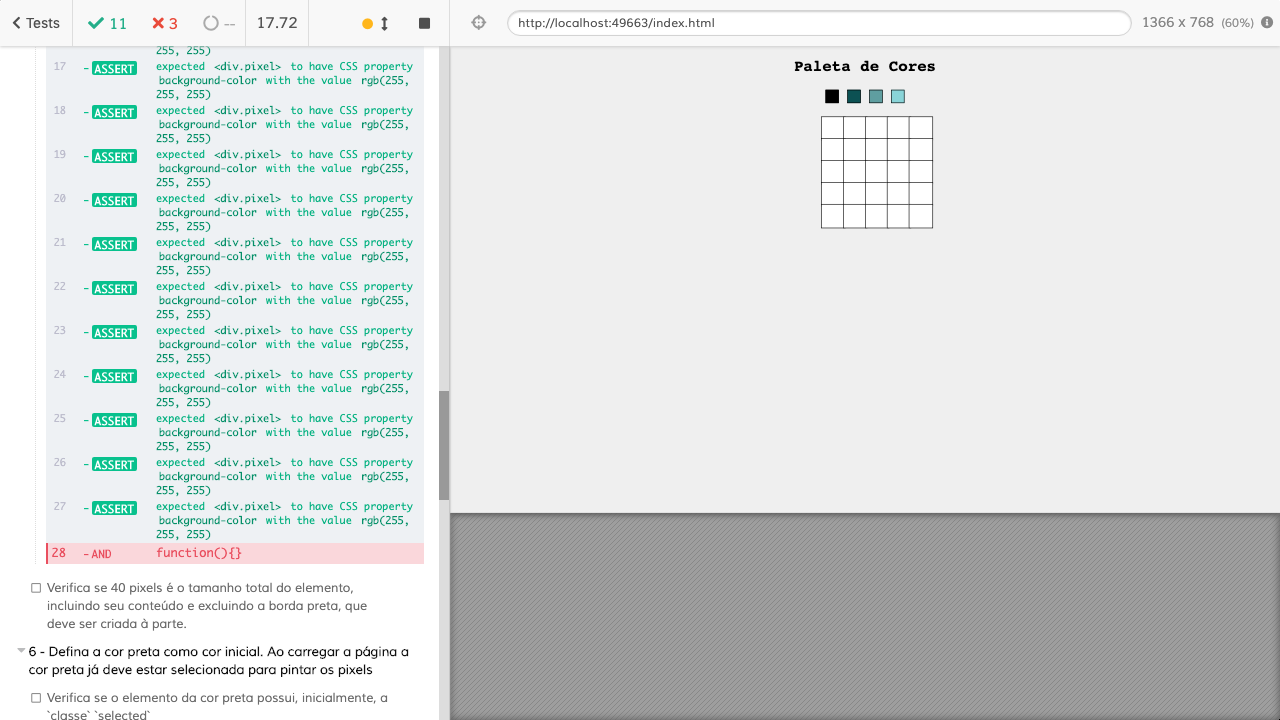 Tests
11
3
--
17.72
http://localhost:49663/index.html
1366 x 768 (60%)
255, 255)
17 -ASSERT expected <div.pixel> to have CSS property
background-color with the value rgb(255,
255, 255)
18 -ASSERT expected <div.pixel> to have CSS property
background-color with the value rgb(255,
255, 255)
19 -ASSERT expected <div.pixel> to have CSS property
background-color with the value rgb(255,
255, 255)
20 -ASSERT expected <div.pixel> to have CSS property
background-color with the value rgb(255,
255, 255)
21 -ASSERT expected <div.pixel> to have CSS property
background-color with the value rgb(255,
255, 255)
22 -ASSERT expected <div.pixel> to have CSS property
background-color with the value rgb(255,
255, 255)
23 -ASSERT expected <div.pixel> to have CSS property
background-color with the value rgb(255,
255, 255)
24 -ASSERT expected <div.pixel> to have CSS property
background-color with the value rgb(255,
255, 255)
25 -ASSERT expected <div.pixel> to have CSS property
background-color with the value rgb(255,
255, 255)
26 -ASSERT expected <div.pixel> to have CSS property
background-color with the value rgb(255,
255, 255)
27 -ASSERT expected <div.pixel> to have CSS property
background-color with the value rgb(255,
255, 255)
28 -AND function(){}
Verifica se 40 pixels é o tamanho total do elemento,
incluindo seu conteúdo e excluindo a borda preta, que
deve ser criada à parte.
6 - Defina a cor preta como cor inicial. Ao carregar a página a
cor preta já deve estar selecionada para pintar os pixels
Verifica se o elemento da cor preta possui, inicialmente, a
`classe` `selected`
Paleta de Cores